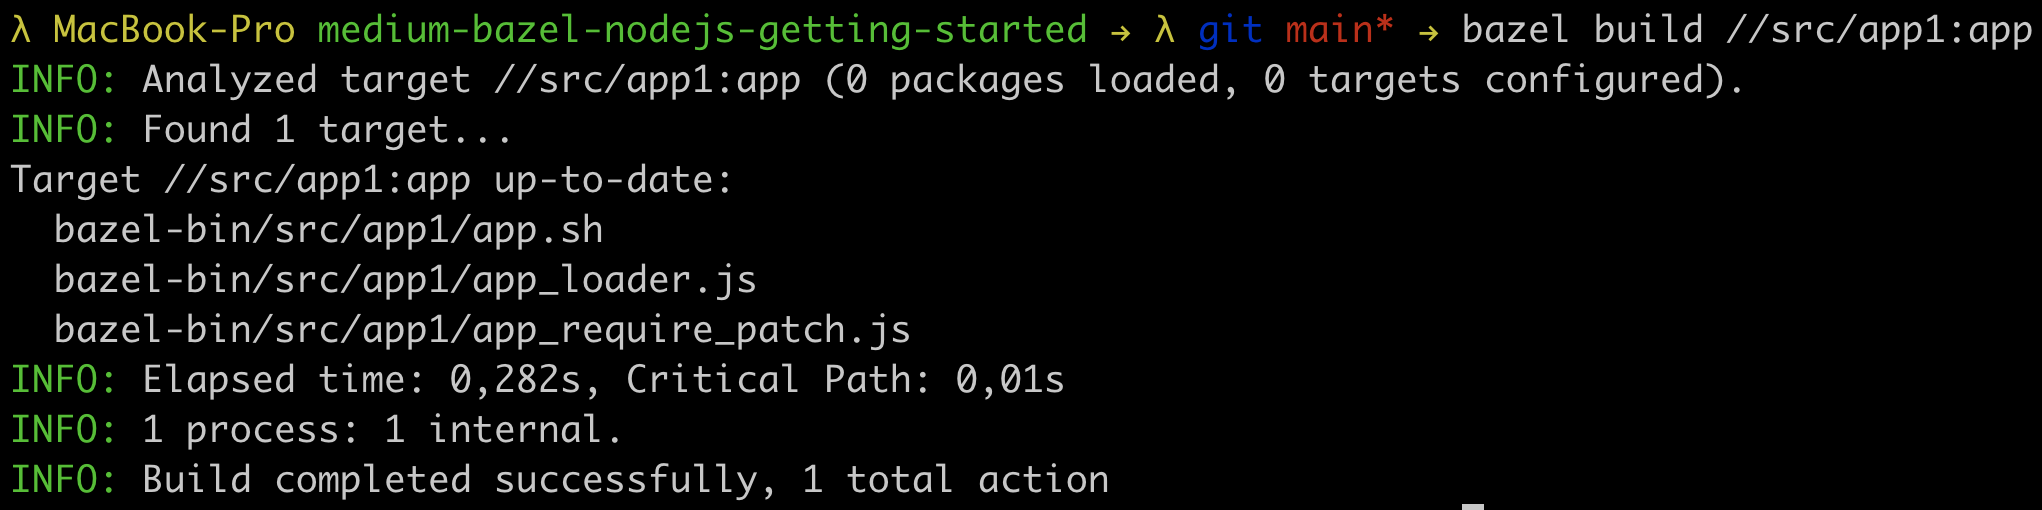 λ MacBook-Pro medium-bazel-nodejs-getting-started → λ git main* → bazel build //src/app1:app
INFO: Analyzed target //src/app1:app (0 packages loaded, 0 targets configured).
INFO: Found 1 target...
Target //src/app1:app up-to-date:
  bazel-bin/src/app1/app.sh
  bazel-bin/src/app1/app_loader.js
  bazel-bin/src/app1/app_require_patch.js
INFO: Elapsed time: 0,282s, Critical Path: 0,01s
INFO: 1 process: 1 internal.
INFO: Build completed successfully, 1 total action